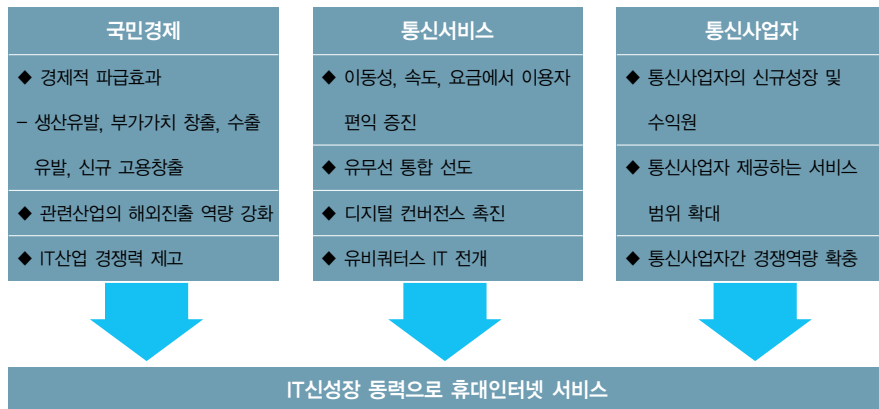 국민경제
◆ 경제적 파급효과
– 생산유발, 부가가치 창출, 수출
유발, 신규 고용창출
◆ 관련산업의 해외진출 역량 강화
◆ IT산업 경쟁력 제고
통신서비스
◆ 이동성, 속도, 요금에서 이용자
편익 증진
◆ 유무선 통합 선도
◆ 디지털 컨버전스 촉진
◆ 유비쿼터스 IT 전개
통신사업자
◆ 통신사업자의 신규성장 및
수익원
◆ 통신사업자 제공하는 서비스
범위 확대
◆ 통신사업자간 경쟁역량 확충
IT신성장 동력으로 휴대인터넷 서비스